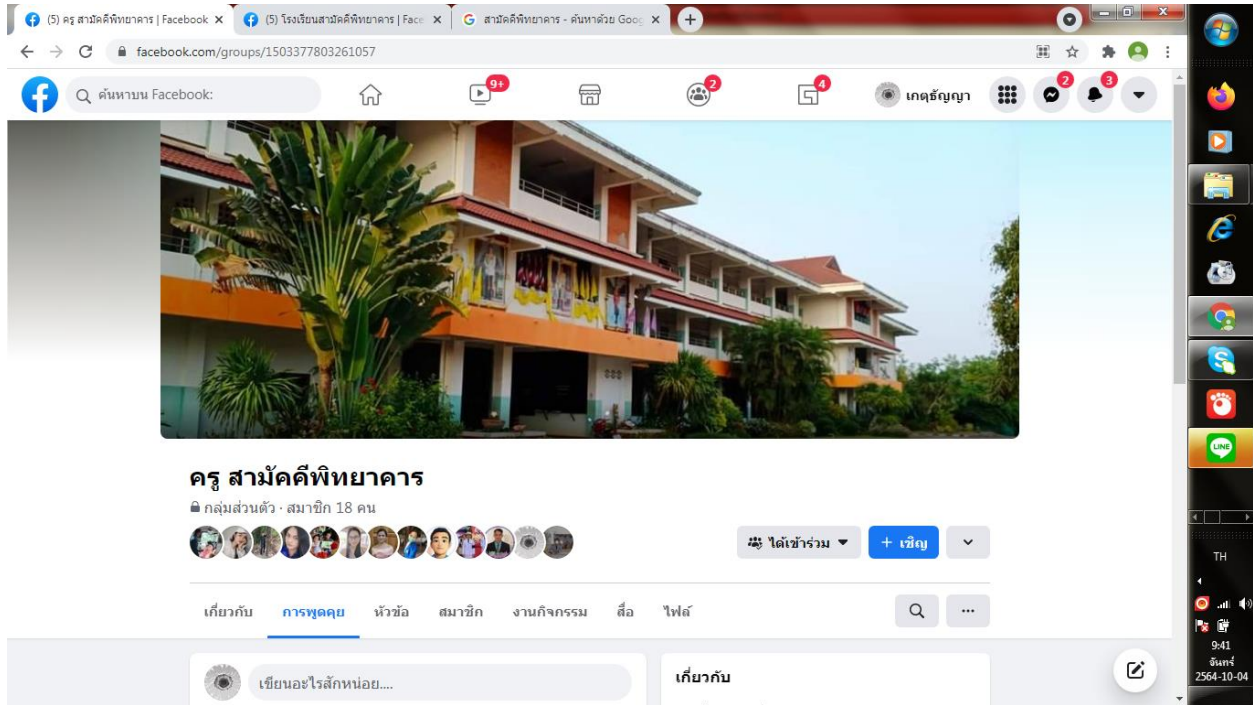 (5) ครู สามัคคีพิทยาคาร | Facebook
(5) โรงเรียนสามัคคีพิทยาคาร | Face
สามัคคีพิทยาคาร - ค้นหาด้วย Goog
facebook.com/groups/1503377803261057
ค้นหาบน Facebook:
9+
2
4
เกตุธัญญา
2
3
ครู สามัคคีพิทยาคาร
กลุ่มส่วนตัว · สมาชิก 18 คน
ได้เข้าร่วม
+ เชิญ
เกี่ยวกับ การพูดคุย หัวข้อ สมาชิก งานกิจกรรม สื่อ ไฟล์
เขียนอะไรสักหน่อย....
เกี่ยวกับ
LINE
TH
9:41
จันทร์
2564-10-04